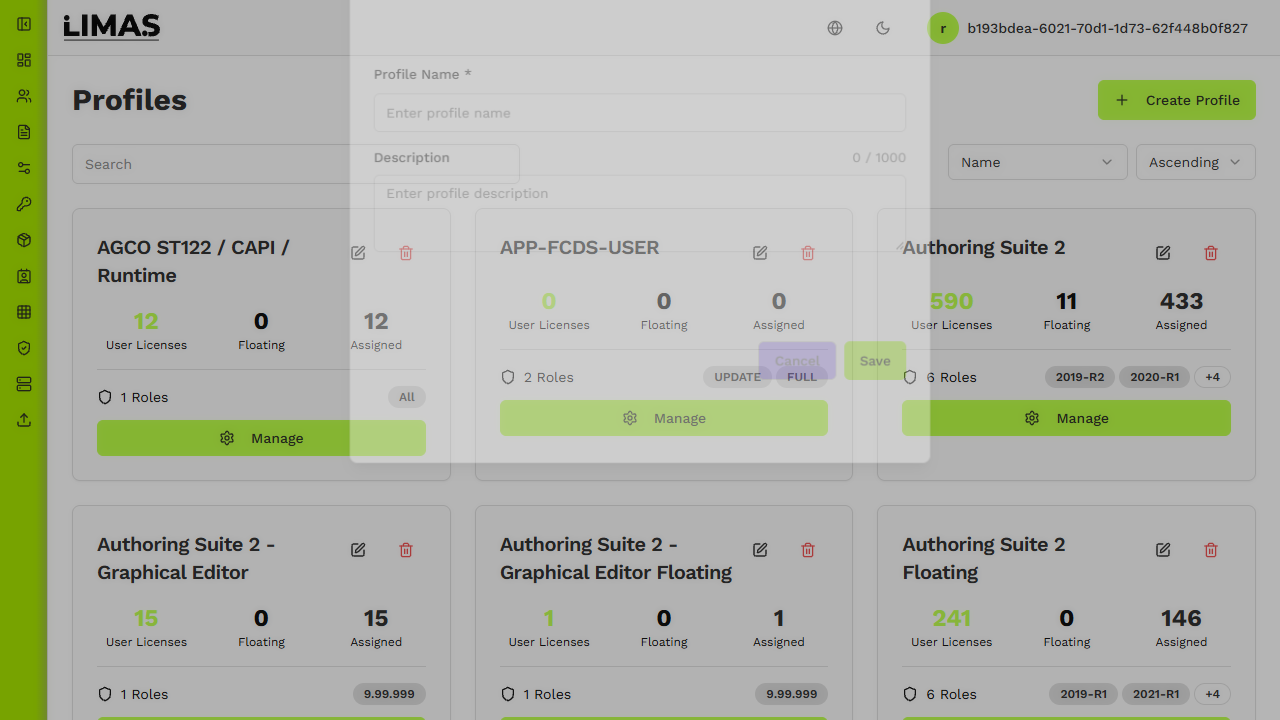 LIMAS
r
b193bdea-6021-70d1-1d73-62f448b0f827
Profiles
Create Profile
Profile Name *
Enter profile name
Description
0 / 1000
Enter profile description
Cancel
Save
Search
Name
Ascending
AGCO ST122 / CAPI /
Runtime
12
0
12
User Licenses
Floating
Assigned
1 Roles
All
Manage
APP-FCDS-USER
0
0
0
User Licenses
Floating
Assigned
2 Roles
UPDATE
FULL
Manage
Authoring Suite 2
590
11
433
User Licenses
Floating
Assigned
6 Roles
2019-R2
2020-R1
+4
Manage
Authoring Suite 2 -
Graphical Editor
15
0
15
User Licenses
Floating
Assigned
1 Roles
9.99.999
Authoring Suite 2 -
Graphical Editor Floating
1
0
1
User Licenses
Floating
Assigned
1 Roles
9.99.999
Authoring Suite 2
Floating
241
0
146
User Licenses
Floating
Assigned
6 Roles
2019-R1
2021-R1
+4